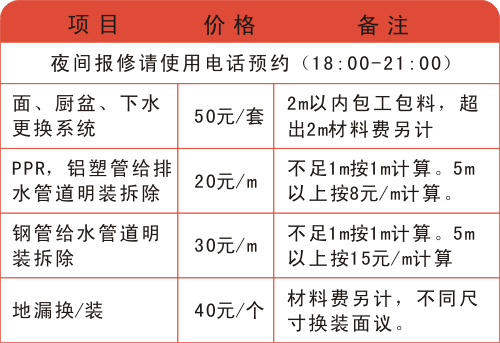 项目 价格 备注
夜间报修请使用电话预约（18:00-21:00）
面、厨盆、下水
更换系统
50元/套
2m以内包工包料，超
出2m材料费另计
PPR，铝塑管给排
水管道明装拆除
20元/m
不足1m按1m计算。5m
以上按8元/m计算。
钢管给水管道明
装拆除
30元/m
不足1m按1m计算。5m
以上按15元/m计算
地漏换/装
40元/个
材料费另计，不同尺
寸换装面议。